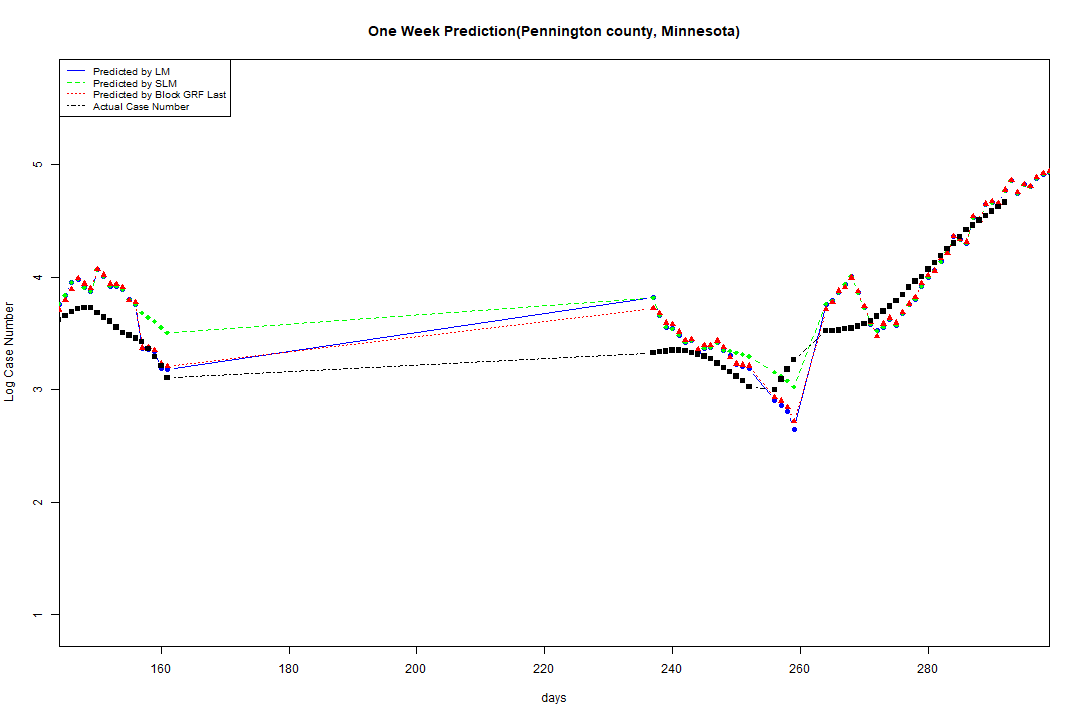 One Week Prediction(Pennington county, Minnesota)
Predicted by LM
Predicted by SLM
Predicted by Block GRF Last
Actual Case Number
Log Case Number
5
4
3
2
1
160 180 200 220 240 260 280
days